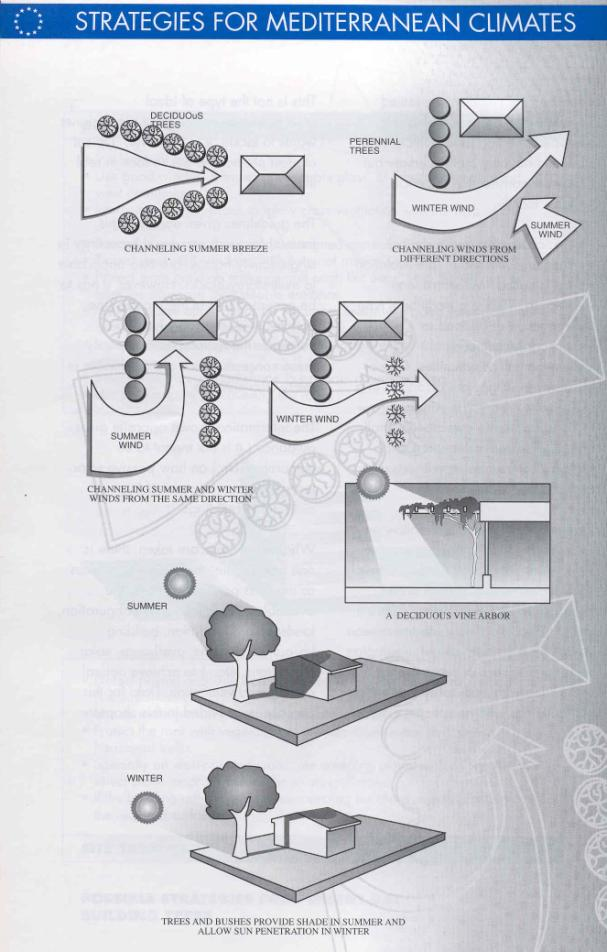 STRATEGIES FOR MEDITERRANEAN CLIMATES
DECIDUOUS
TREES
CHANNELING SUMMER BREEZE
PERENNIAL
TREES
WINTER WIND
SUMMER
WIND
CHANNELING WINDS FROM
DIFFERENT DIRECTIONS
SUMMER
WIND
WINTER WIND
CHANNELING SUMMER AND WINTER
WINDS FROM THE SAME DIRECTION
A DECIDUOUS VINE ARBOR
SUMMER
WINTER
TREES AND BUSHES PROVIDE SHADE IN SUMMER AND
ALLOW SUN PENETRATION IN WINTER